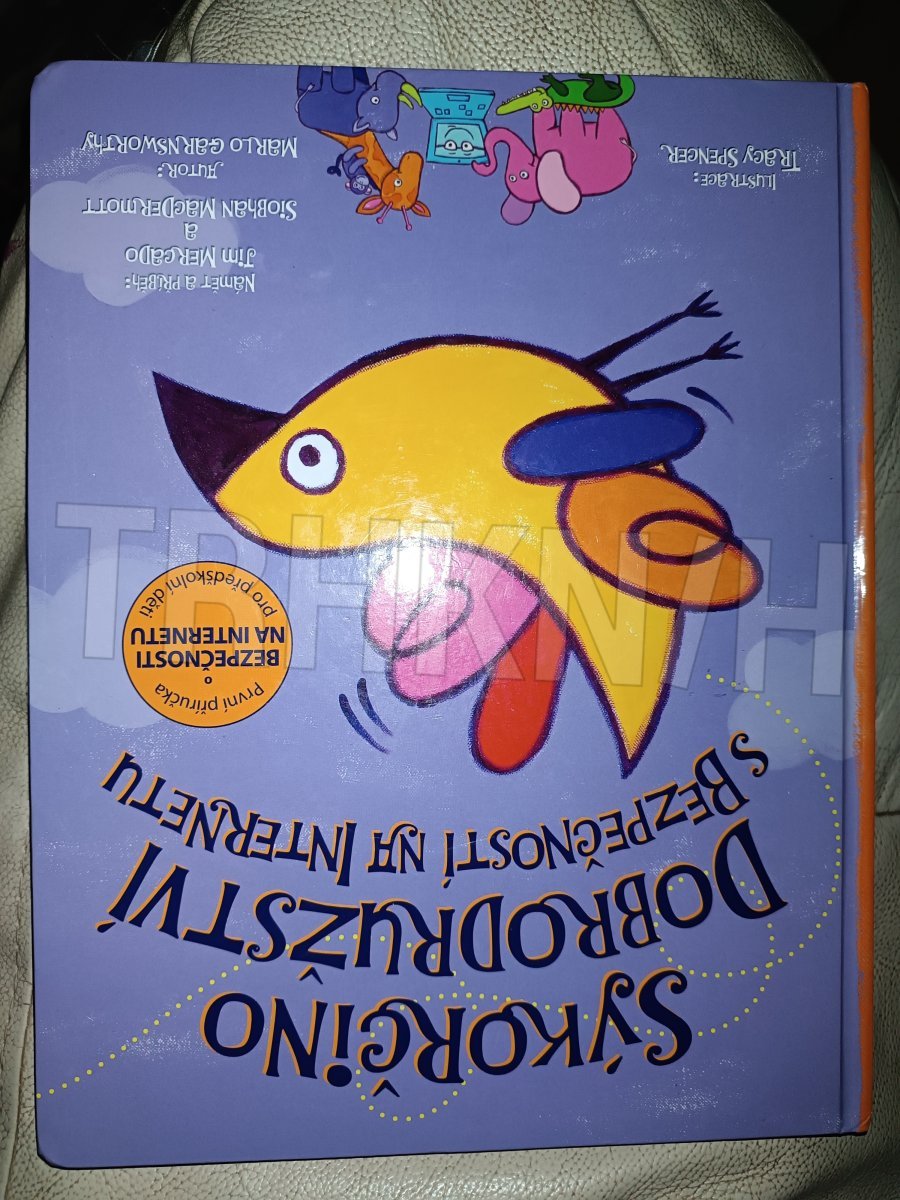 Sýkorčino
Dobrodružství
s Bezpečností na Internetu
První příručka
o
BEZPEČNOSTI
NA INTERNETU
pro předškolní děti
Námět a příběh:
Jim Mercado
a
Siobhan MacDermott
Autor:
Marlo Garnsworthy
Ilustrace:
Tracy Spencer